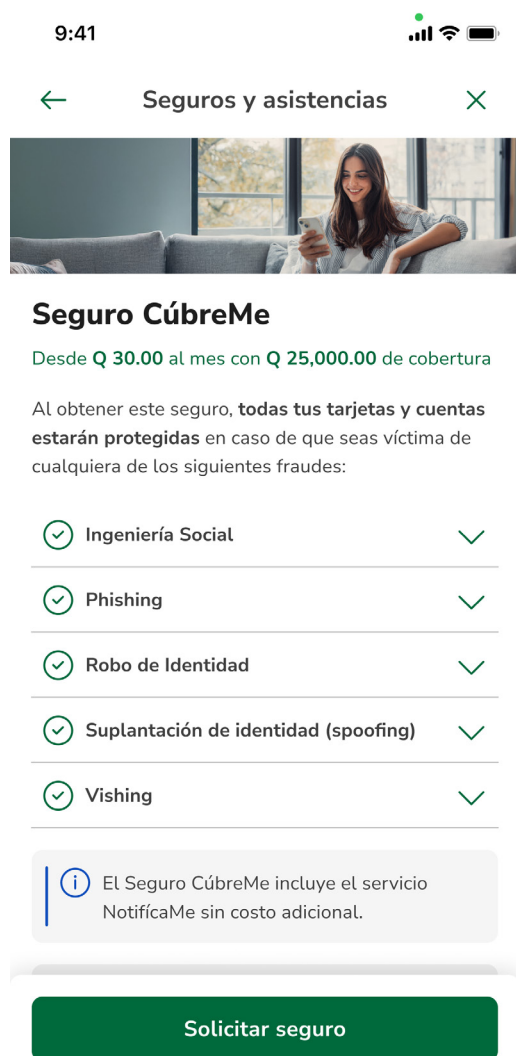 9:41
Seguros y asistencias
Seguro CúbreMe
Desde Q 30.00 al mes con Q 25,000.00 de cobertura
Al obtener este seguro, todas tus tarjetas y cuentas
estarán protegidas en caso de que seas víctima de
cualquiera de los siguientes fraudes:
Ingeniería Social
Phishing
Robo de Identidad
Suplantación de identidad (spoofing)
Vishing
El Seguro CúbreMe incluye el servicio
NotifícaMe sin costo adicional.
Solicitar seguro